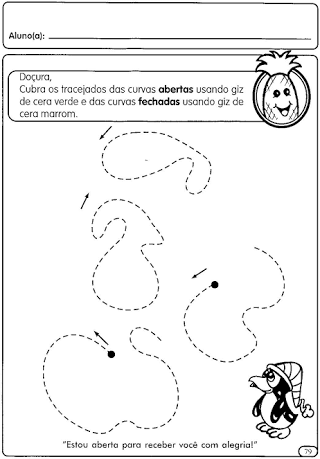 Aluno(a):
Doçura,
Cubra os tracejados das curvas abertas usando giz
de cera verde e das curvas fechadas usando giz de
cera marrom.
"Estou aberta para receber você com alegria!"
79